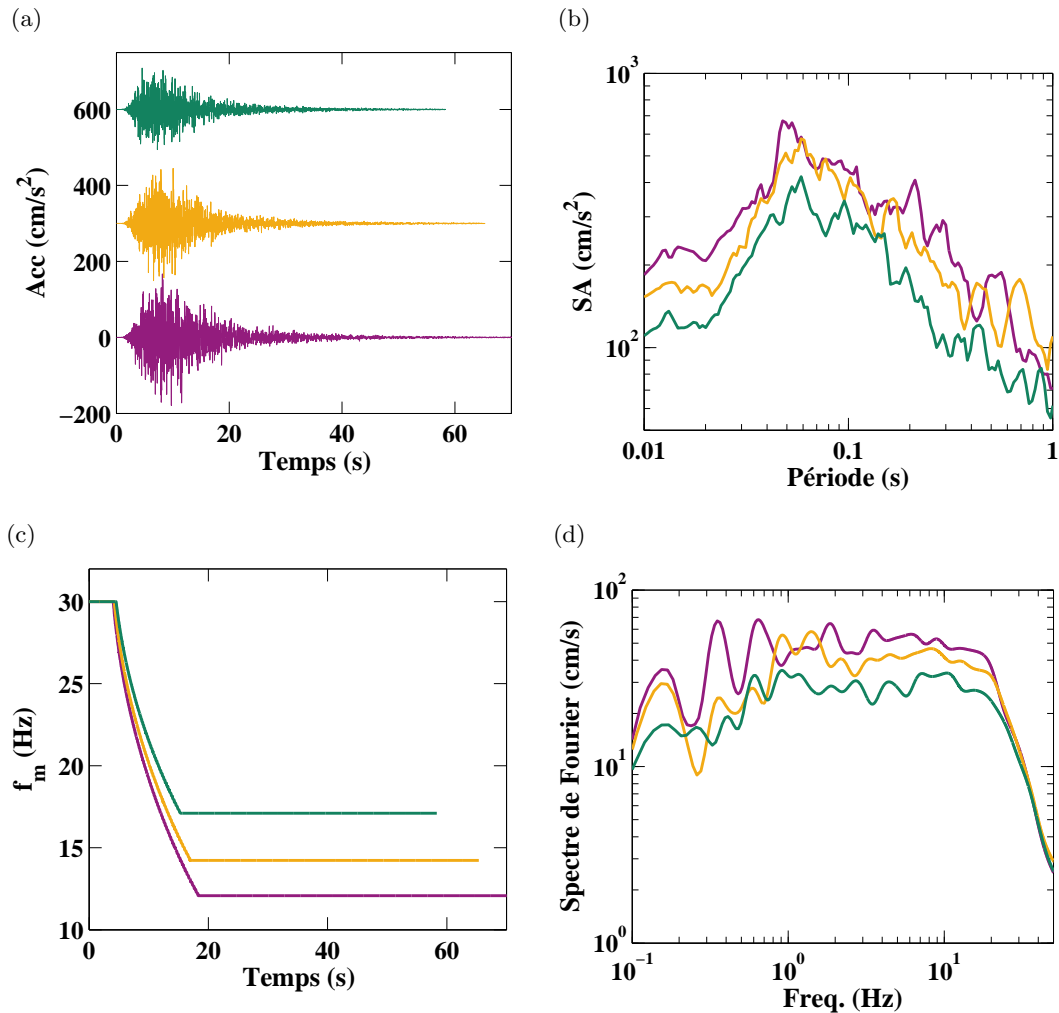 (a)
600
400
200
0
−200
Acc (cm/s²)
0 20 40 60
Temps (s)
(b)
10³
10²
SA (cm/s²)
0.01 0.1 1
Période (s)
(c)
30
25
20
15
10
f_m (Hz)
0 20 40 60
Temps (s)
(d)
10²
10¹
10⁰
Spectre de Fourier (cm/s)
10⁻¹ 10⁰ 10¹
Freq. (Hz)